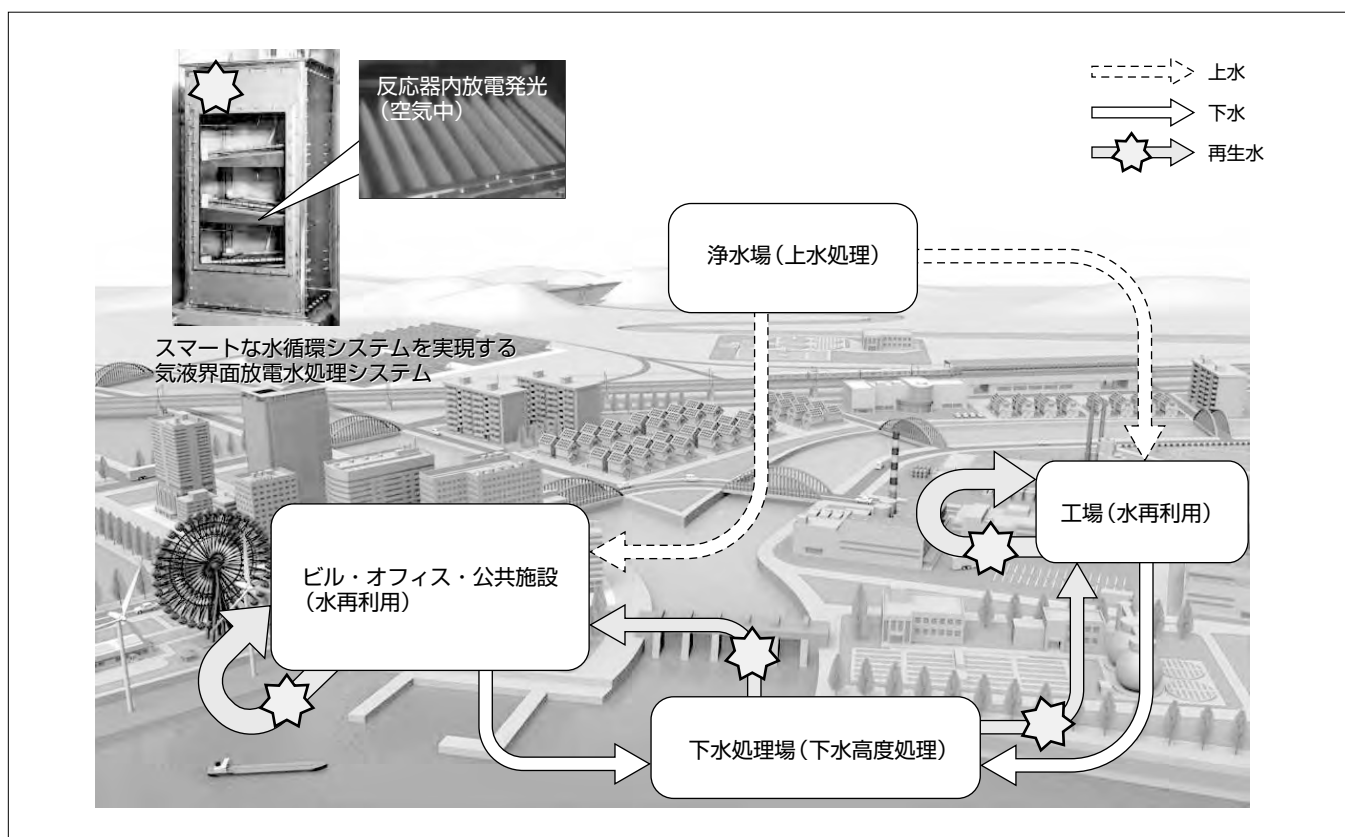 反応器内放電発光
（空気中）
上水
下水
再生水
浄水場（上水処理）
スマートな水循環システムを実現する
気液界面放電水処理システム
工場（水再利用）
ビル・オフィス・公共施設
（水再利用）
下水処理場（下水高度処理）